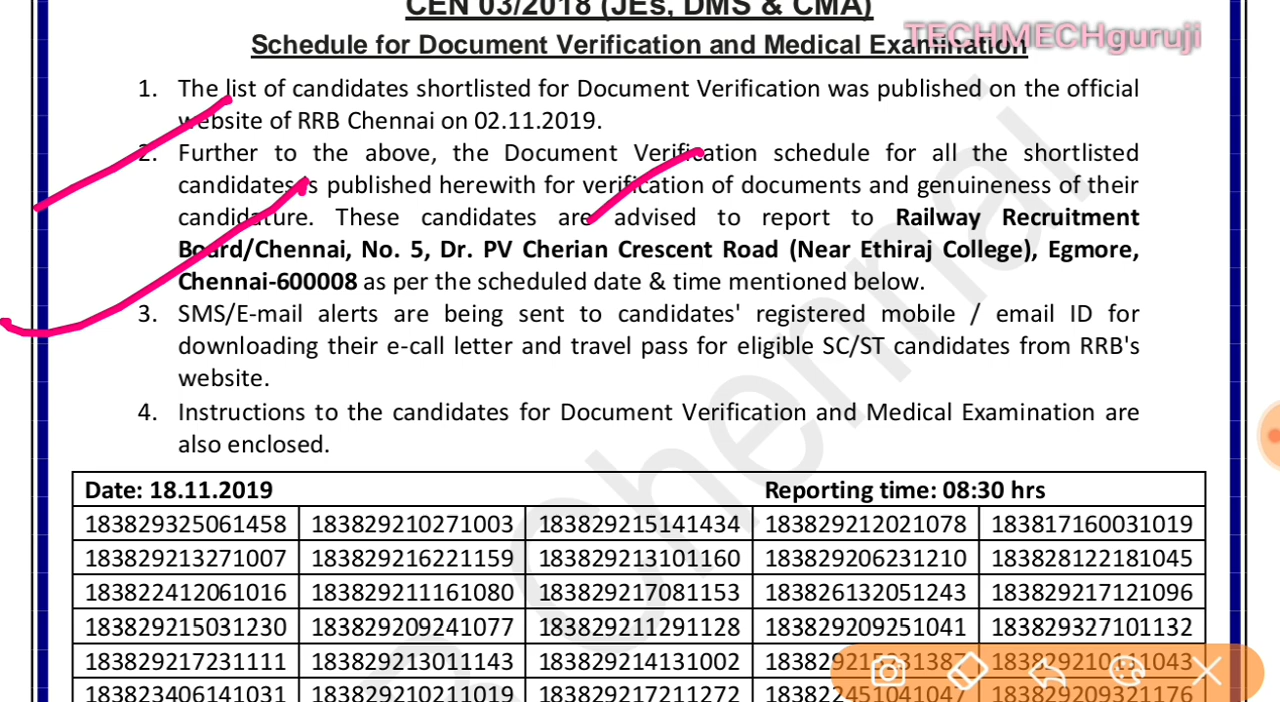 CEN 03/2018 (JEs, DMS & CMA)
TECHMECHguruji
Schedule for Document Verification and Medical Examination
1. The list of candidates shortlisted for Document Verification was published on the official
website of RRB Chennai on 02.11.2019.
2. Further to the above, the Document Verification schedule for all the shortlisted
candidates is published herewith for verification of documents and genuineness of their
candidature. These candidates are advised to report to Railway Recruitment
Board/Chennai, No. 5, Dr. PV Cherian Crescent Road (Near Ethiraj College), Egmore,
Chennai-600008 as per the scheduled date & time mentioned below.
3. SMS/E-mail alerts are being sent to candidates' registered mobile / email ID for
downloading their e-call letter and travel pass for eligible SC/ST candidates from RRB's
website.
4. Instructions to the candidates for Document Verification and Medical Examination are
also enclosed.
Chennai
Date: 18.11.2019 Reporting time: 08:30 hrs
183829325061458 183829210271003 183829215141434 183829212021078 183817160031019
183829213271007 183829216221159 183829213101160 183829206231210 183828122181045
183822412061016 183829211161080 183829217081153 183826132051243 183829217121096
183829215031230 183829209241077 183829211291128 183829209251041 183829327101132
183829217231111 183829213011143 183829214131002
183823406141031 183829210211019 183829217211272 183822451041047 183829209321176